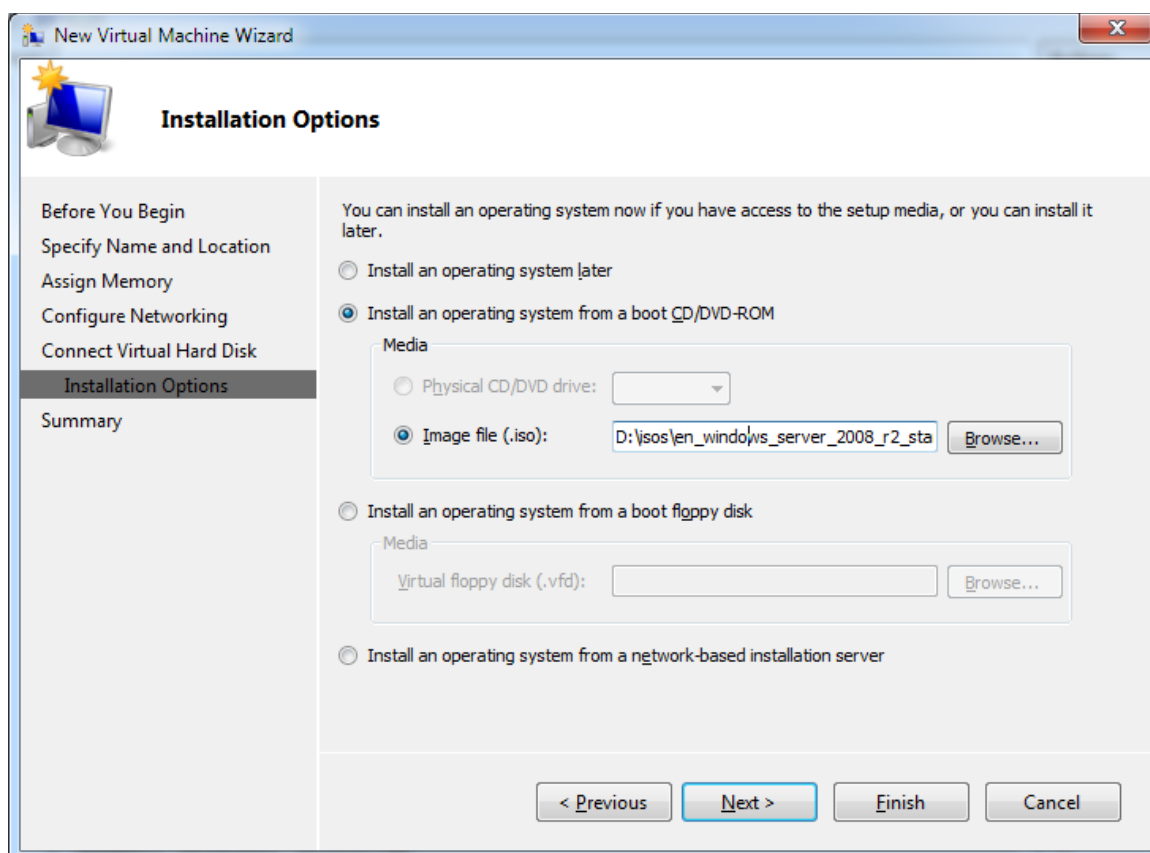 New Virtual Machine Wizard
Installation Options
Before You Begin
Specify Name and Location
Assign Memory
Configure Networking
Connect Virtual Hard Disk
Installation Options
Summary
You can install an operating system now if you have access to the setup media, or you can install it
later.
Install an operating system later
Install an operating system from a boot CD/DVD-ROM
Media
Physical CD/DVD drive:
Image file (.iso):
D:\isos\en_windows_server_2008_r2_sta
Browse...
Install an operating system from a boot floppy disk
Media
Virtual floppy disk (.vfd):
Browse...
Install an operating system from a network-based installation server
< Previous
Next >
Finish
Cancel